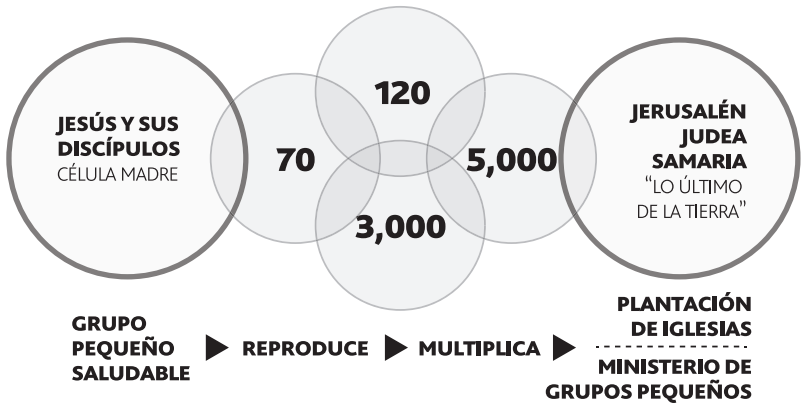 JESÚS Y SUS
DISCÍPULOS
CÉLULA MADRE
70
120
3,000
5,000
JERUSALÉN
JUDEA
SAMARIA
“LO ÚLTIMO
DE LA TIERRA”
GRUPO
PEQUEÑO
SALUDABLE
REPRODUCE
MULTIPLICA
PLANTACIÓN
DE IGLESIAS
MINISTERIO DE
GRUPOS PEQUEÑOS